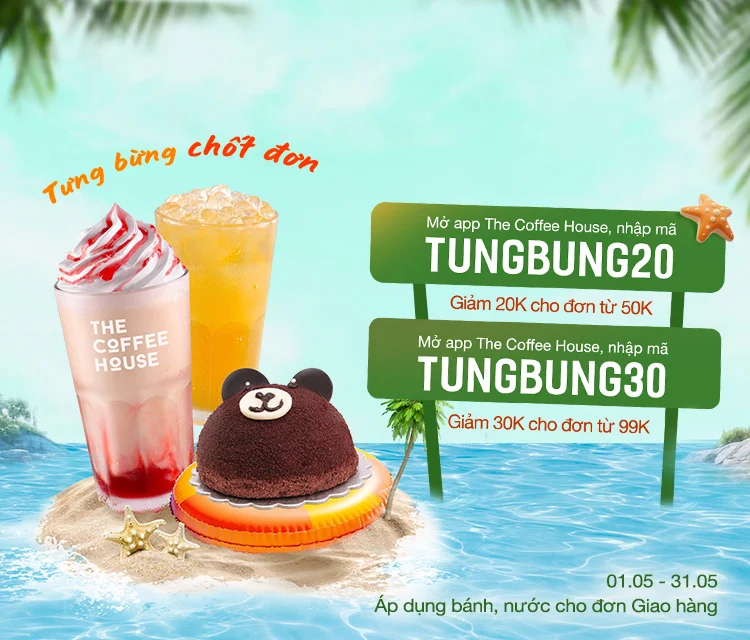 Tưng bừng chốt đơn
THE
COFFEE
HOUSE
Mở app The Coffee House, nhập mã
TUNGBUNG20
Giảm 20K cho đơn từ 50K
Mở app The Coffee House, nhập mã
TUNGBUNG30
Giảm 30K cho đơn từ 99K
01.05 - 31.05
Áp dụng bánh, nước cho đơn Giao hàng